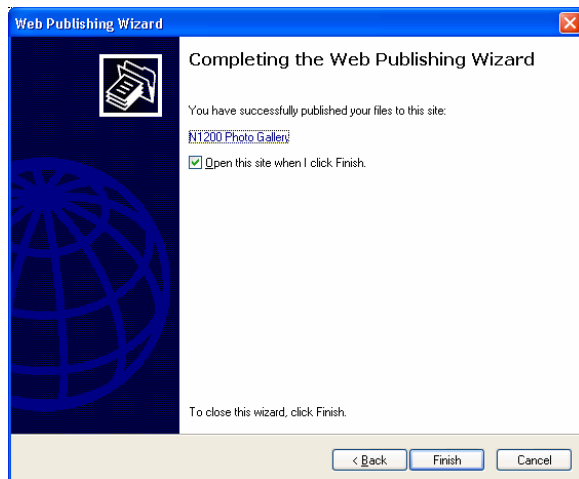 Web Publishing Wizard
Completing the Web Publishing Wizard
You have successfully published your files to this site:
N1200 Photo Gallery
Open this site when I click Finish.
To close this wizard, click Finish.
< Back Finish Cancel